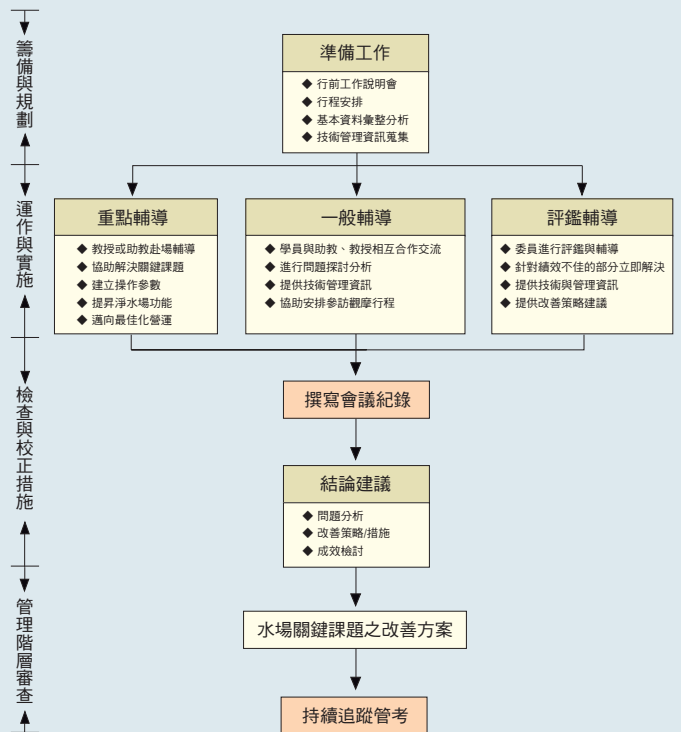 籌備與規劃
準備工作
◆ 行前工作說明會
◆ 行程安排
◆ 基本資料彙整分析
◆ 技術管理資訊蒐集
運作與實施
重點輔導
◆ 教授或助教赴場輔導
◆ 協助解決關鍵課題
◆ 建立操作參數
◆ 提昇淨水場功能
◆ 邁向最佳化營運
一般輔導
◆ 學員與助教、教授相互合作交流
◆ 進行問題探討分析
◆ 提供技術管理資訊
◆ 協助安排參訪觀摩行程
評鑑輔導
◆ 委員進行評鑑與輔導
◆ 針對績效不佳的部分立即解決
◆ 提供技術與管理資訊
◆ 提供改善策略建議
檢查與校正措施
撰寫會議紀錄
結論建議
◆ 問題分析
◆ 改善策略/措施
◆ 成效檢討
管理階層審查
水場關鍵課題之改善方案
持續追蹤管考